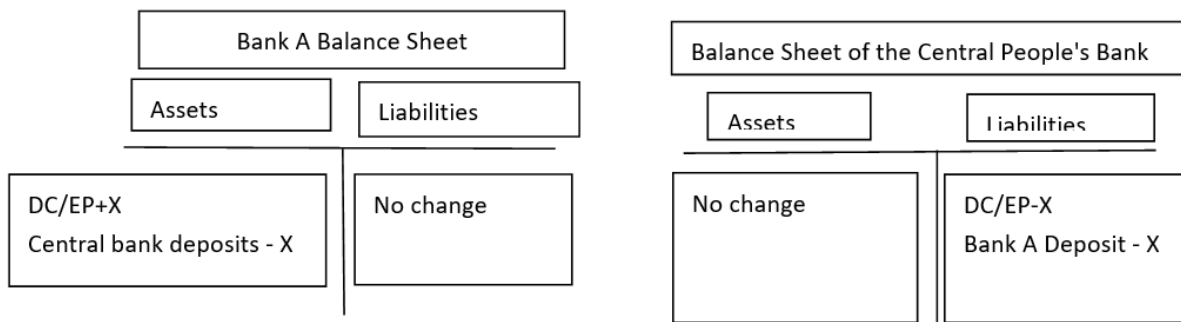 Bank A Balance Sheet
Assets
Liabilities
DC/EP+X
Central bank deposits - X
No change
Balance Sheet of the Central People's Bank
Assets
Liabilities
No change
DC/EP-X
Bank A Deposit - X